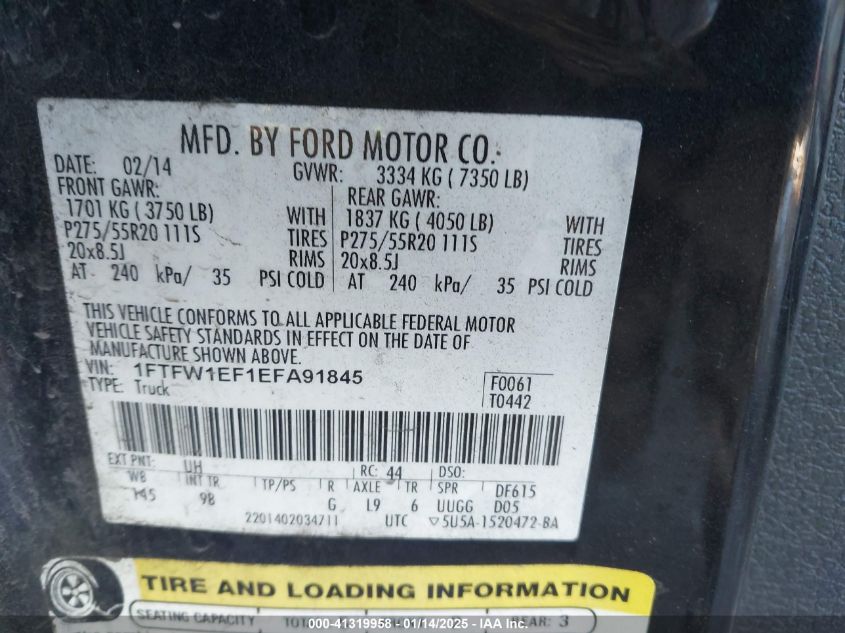 MFD. BY FORD MOTOR CO.
DATE: 02/14 GVWR: 3334 KG ( 7350 LB)
FRONT GAWR: REAR GAWR:
1701 KG ( 3750 LB) WITH 1837 KG ( 4050 LB) WITH
P275/55R20 111S TIRES P275/55R20 111S TIRES
20x8.5J RIMS 20x8.5J RIMS
AT 240 kPa/ 35 PSI COLD AT 240 kPa/ 35 PSI COLD
THIS VEHICLE CONFORMS TO ALL APPLICABLE FEDERAL MOTOR
VEHICLE SAFETY STANDARDS IN EFFECT ON THE DATE OF
MANUFACTURE SHOWN ABOVE.
VIN: 1FTFW1EF1EFA91845 F0061
TYPE: Truck T0442
EXT PNT: UH RC: 44 DSO:
WB INT TR TP/PS R AXLE TR SPR DF615
145 9B G L9 6 UUGG D05
2201402034711 UTC ▽5U5A-1520472-BA
TIRE AND LOADING INFORMATION
SEATING CAPACITY REAR: 3
000-41319958 - 01/14/2025 - IAA Inc.